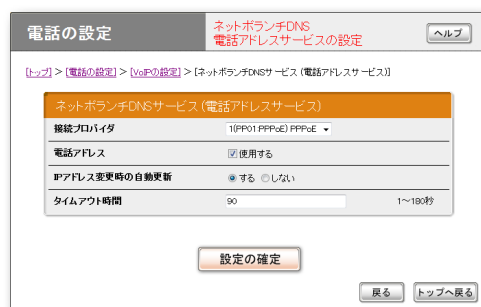 電話の設定
ネットボランチDNS
電話アドレスサービスの設定
ヘルプ
[トップ] > [電話の設定] > [VoIPの設定] > [ネットボランチDNSサービス (電話アドレスサービス)]
ネットボランチDNSサービス (電話アドレスサービス)
接続プロバイダ 1(PP01:PPPoE) PPPoE
電話アドレス 使用する
IPアドレス変更時の自動更新 する しない
タイムアウト時間 90 1～180秒
設定の確定
戻る トップへ戻る